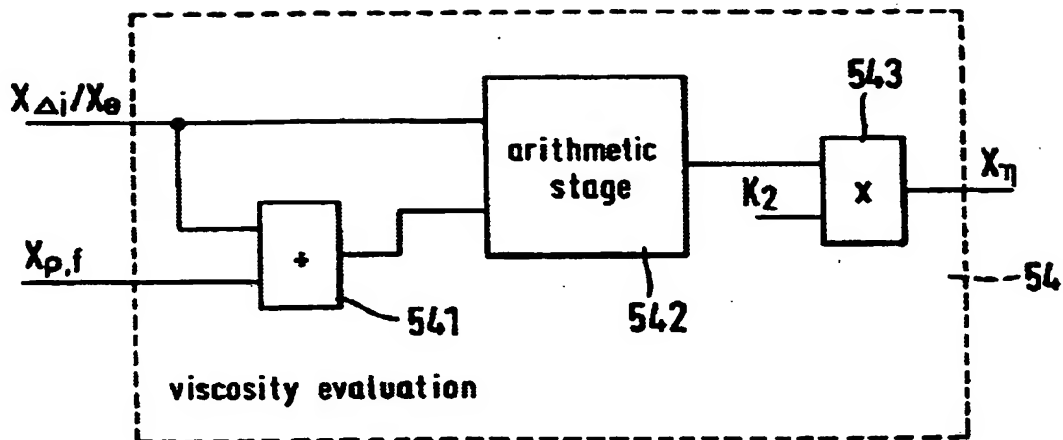 543
X_Δi/X_e
arithmetic
stage
K₂
X_η
x
X_ρ,f
+
54
541
542
viscosity evaluation